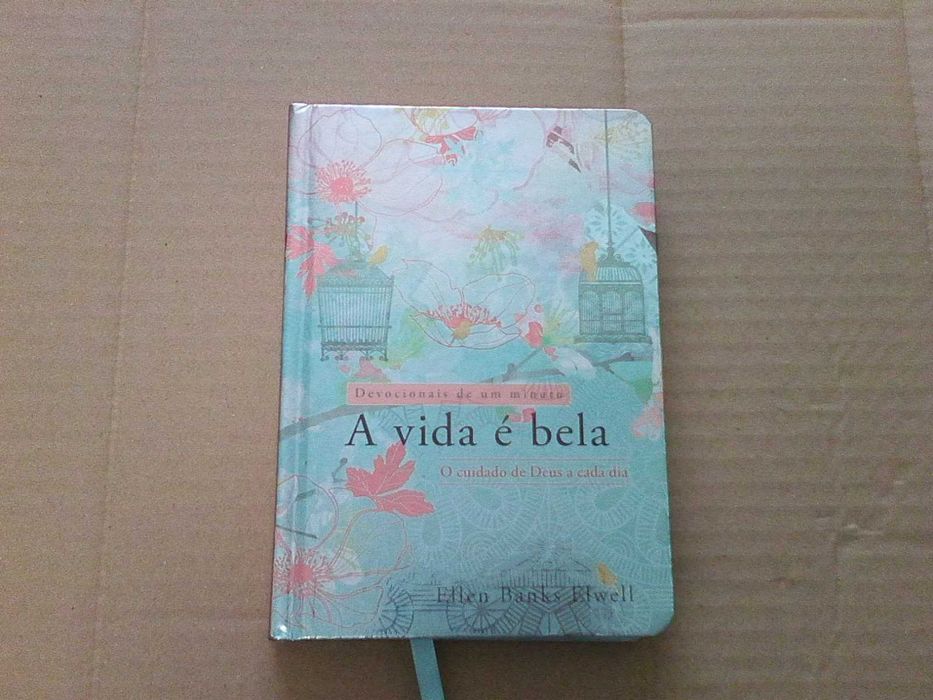 Devocionais de um minuto
A vida é bela
O cuidado de Deus a cada dia
Ellen Banks Elwell